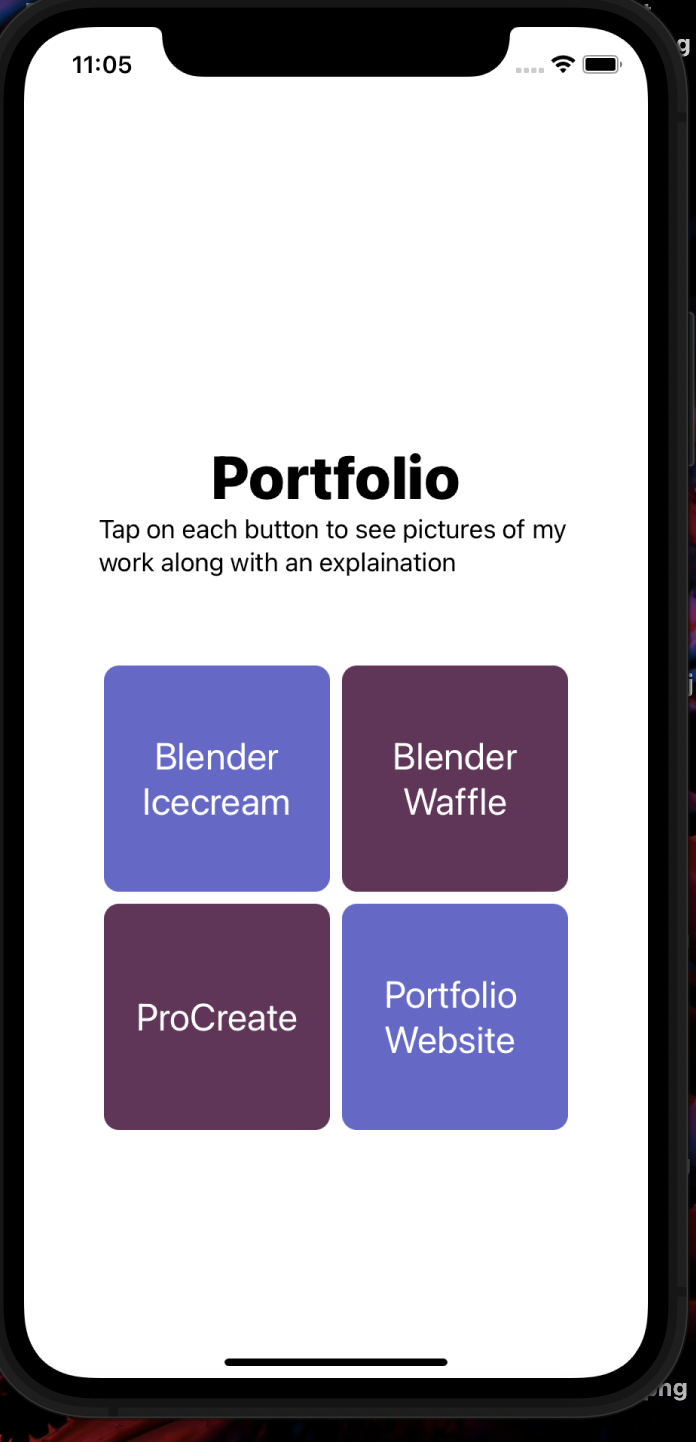 11:05
Portfolio
Tap on each button to see pictures of my
work along with an explaination
Blender
Icecream
Blender
Waffle
ProCreate
Portfolio
Website